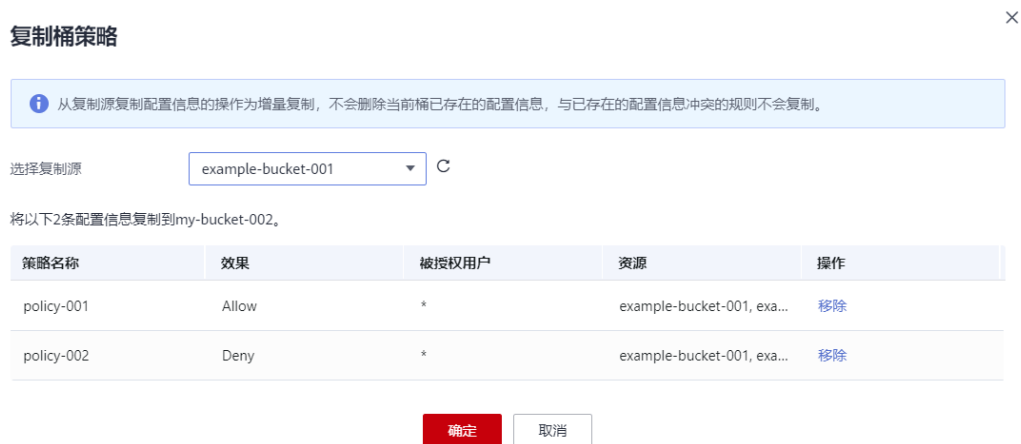 复制桶策略
从复制源复制配置信息的操作为增量复制，不会删除当前桶已存在的配置信息，与已存在的配置信息冲突的规则不会复制。
选择复制源 example-bucket-001
将以下2条配置信息复制到my-bucket-002。
策略名称 效果 被授权用户 资源 操作
policy-001 Allow * example-bucket-001, exa... 移除
policy-002 Deny * example-bucket-001, exa... 移除
确定 取消